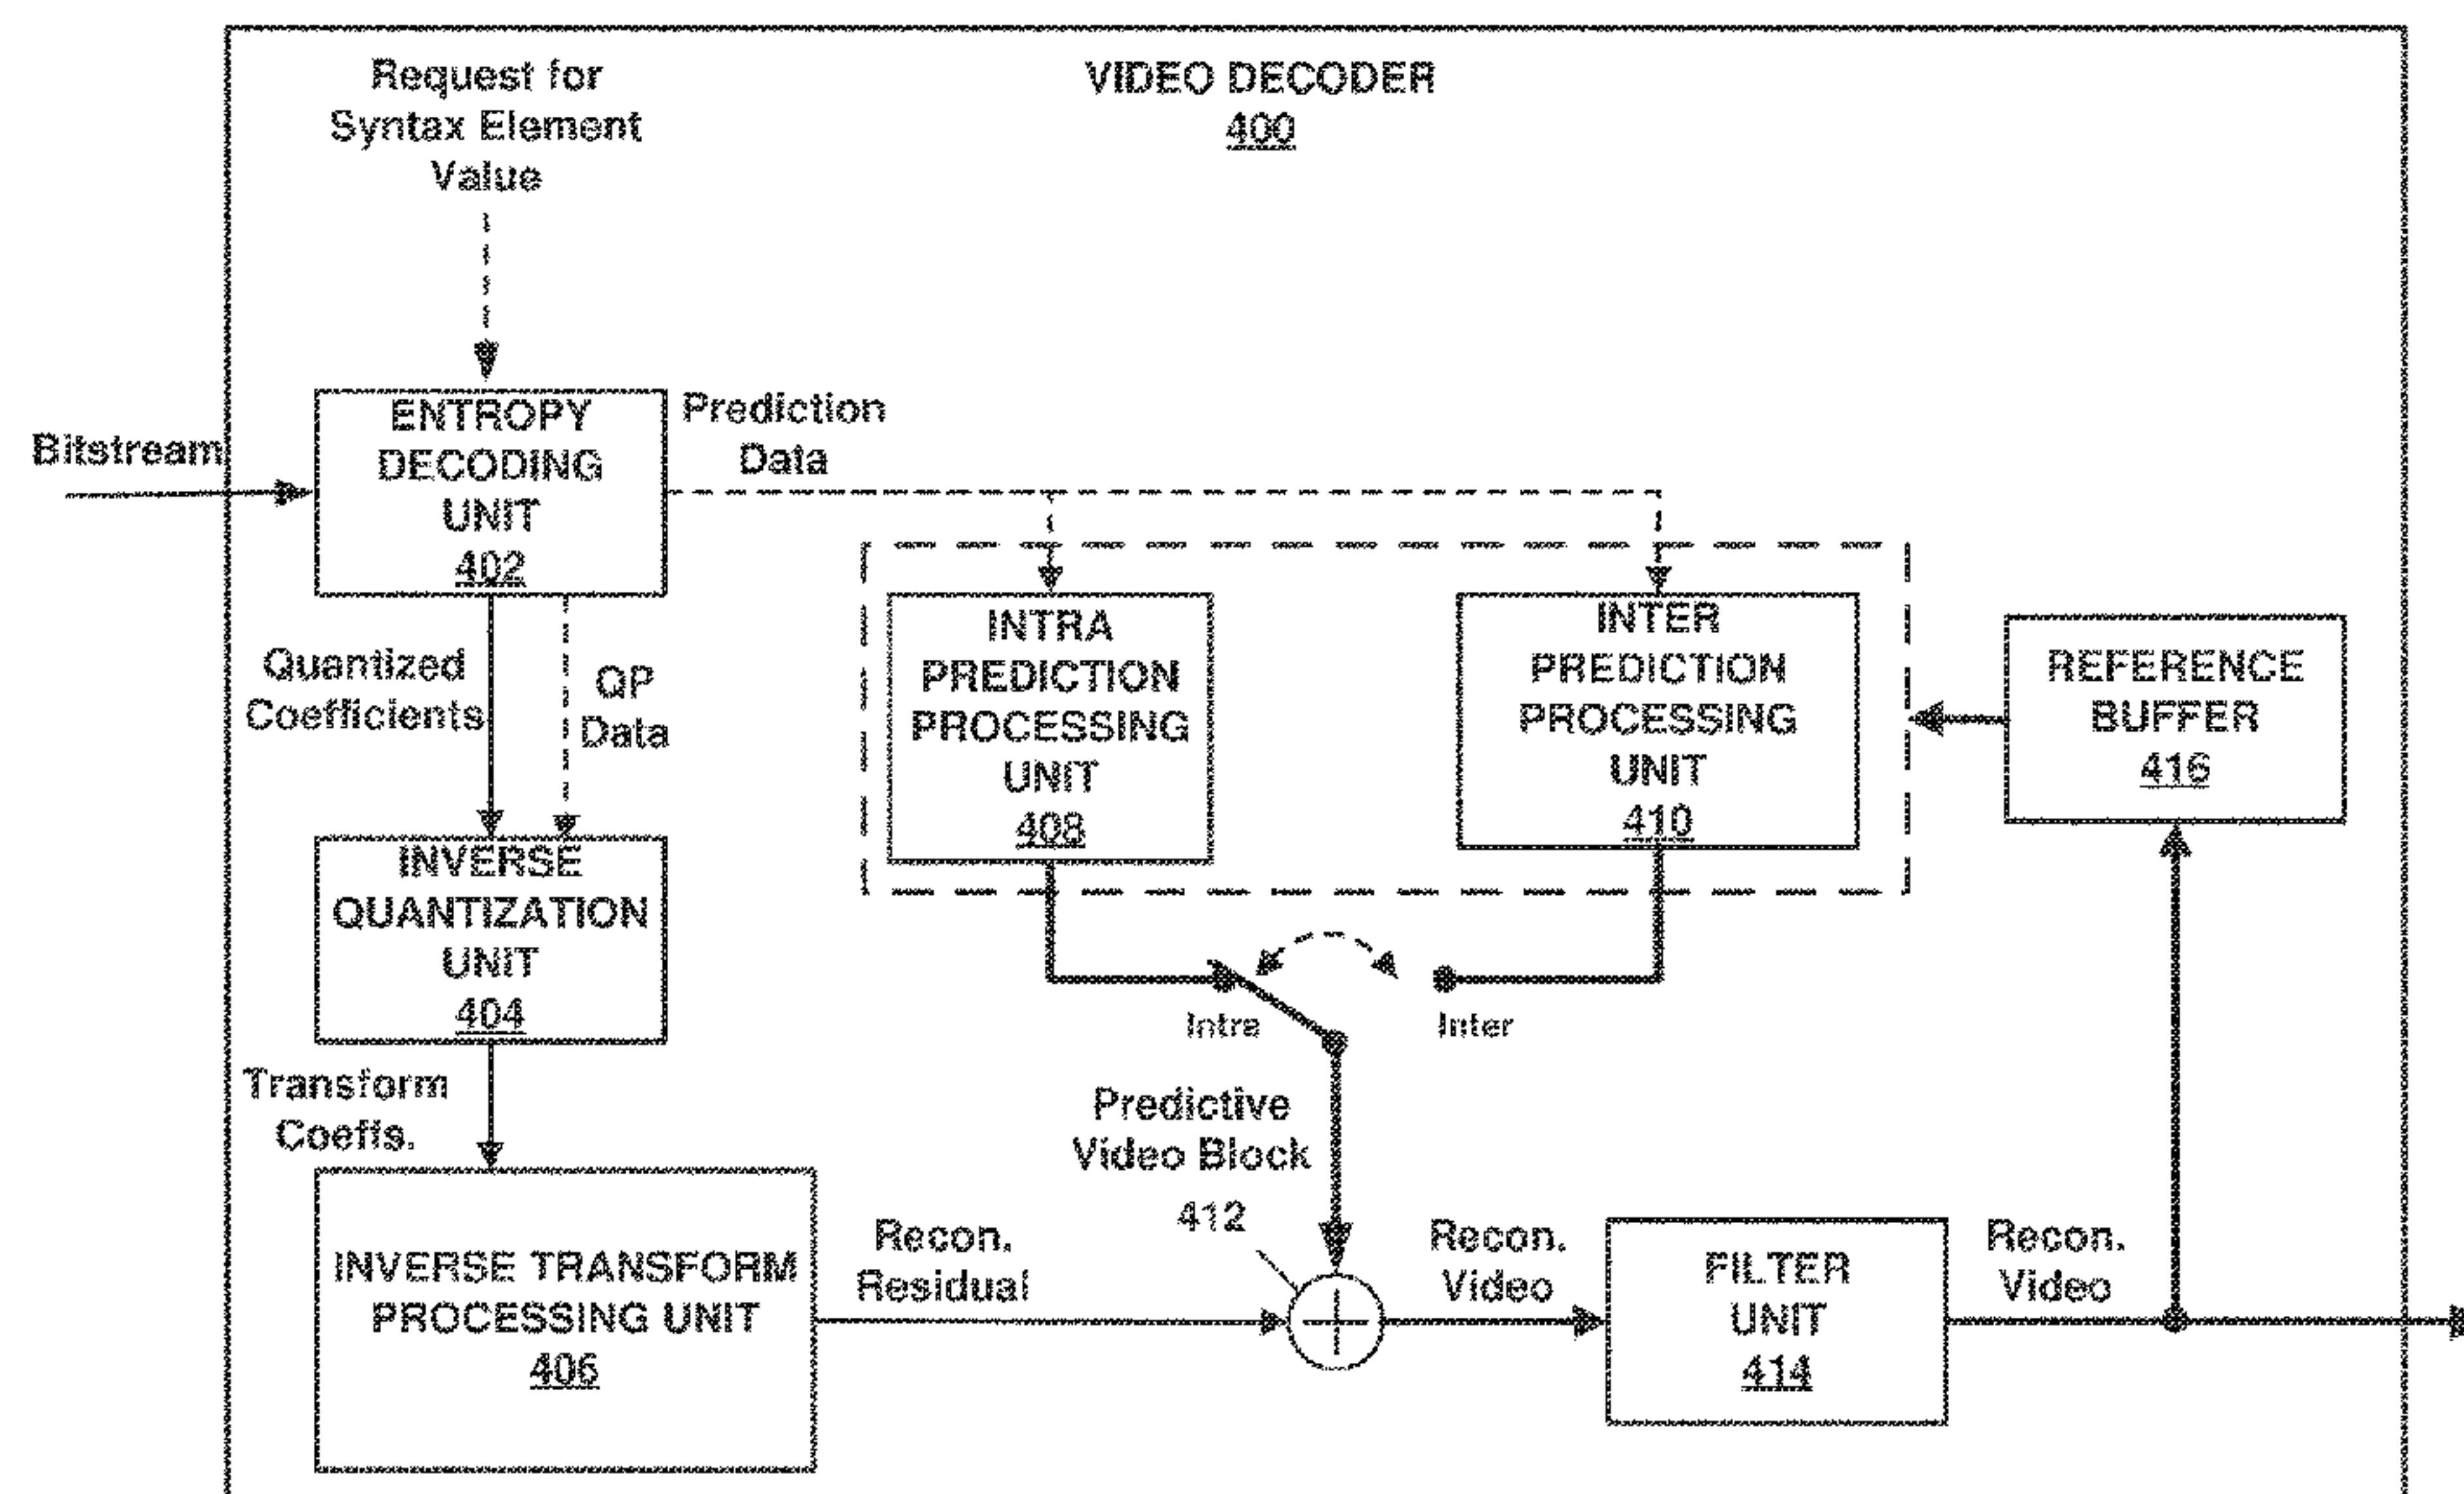 Request for
Syntax Element
Value
VIDEO DECODER
400
Bitstream
ENTROPY
DECODING
UNIT
402
Prediction
Data
Quantized
Coefficients
QP
Data
INTRA
PREDICTION
PROCESSING
UNIT
408
INTER
PREDICTION
PROCESSING
UNIT
410
REFERENCE
BUFFER
416
INVERSE
QUANTIZATION
UNIT
404
Intra
Inter
Transform
Coeffs.
Predictive
Video Block
412
INVERSE TRANSFORM
PROCESSING UNIT
406
Recon.
Residual
Recon.
Video
FILTER
UNIT
414
Recon.
Video